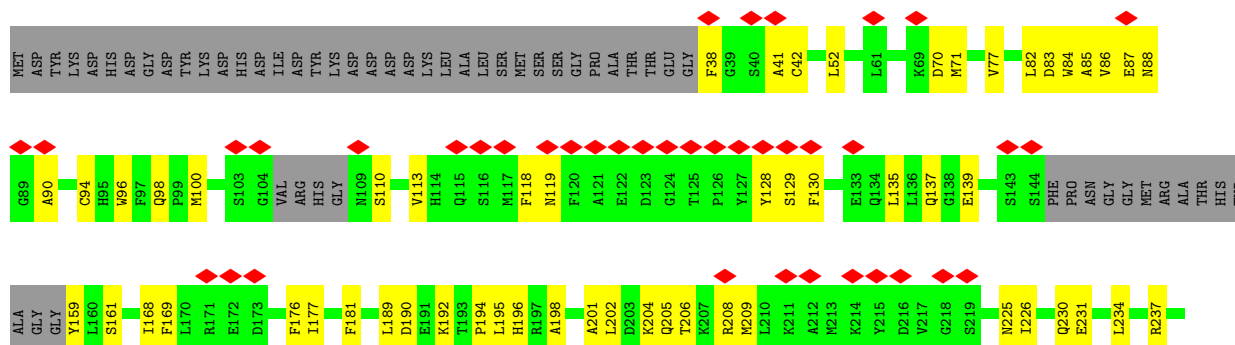 MET ASP TYR LYS ASP HIS ASP GLY ASP TYR LYS ASP HIS ASP ILE ASP TYR LYS ASP ASP ASP ASP LYS LEU ALA LEU SER MET SER SER GLY PRO ALA THR THR GLU GLY F38 G39 S40 A41 C42 L52 L61 K69 D70 M71 V77 L82 D83 W84 A85 V86 E87 N88
G89 A90 C94 H95 W96 F97 Q98 P99 M100 S103 G104 VAL ARG HIS GLY N109 S110 V113 H114 Q115 S116 M117 F118 N119 F120 A121 E122 D123 G124 T125 P126 Y127 Y128 S129 F130 E133 Q134 L135 L136 Q137 G138 E139 S143 S144 PHE PRO ASN GLY GLY MET ARG ALA THR HIS
ALA GLY GLY Y159 L160 S161 I168 F169 L170 R171 E172 D173 F176 I177 F181 L189 D190 E191 K192 T193 P194 L195 H196 R197 A198 A201 L202 D203 K204 Q205 T206 K207 R208 M209 L210 K211 A212 M213 K214 Y215 D216 V217 G218 S219 N225 I226 Q230 E231 L234 R237